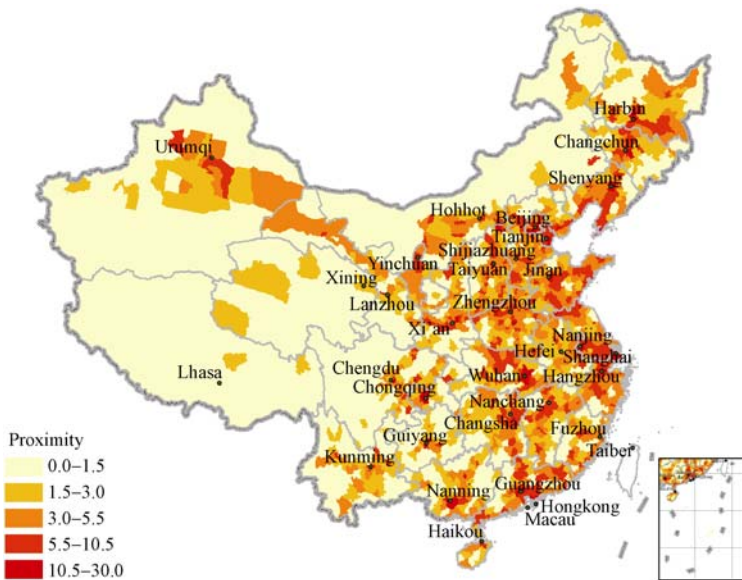 Harbin
Changchun
Urumqi
Shenyang
Hohhot
Beijing
Tianjin
Shijiazhuang
Yinchuan
Taiyuan
Jinan
Xining
Lanzhou
Zhengzhou
Xi'an
Nanjing
Hefei
Shanghai
Chengdu
Wuhan
Hangzhou
Lhasa
Chongqing
Nanchang
Changsha
Fuzhou
Guiyang
Taiber
Kunming
Nanning
Guangzhou
Hongkong
Macau
Haikou
Proximity
0.0–1.5
1.5–3.0
3.0–5.5
5.5–10.5
10.5–30.0